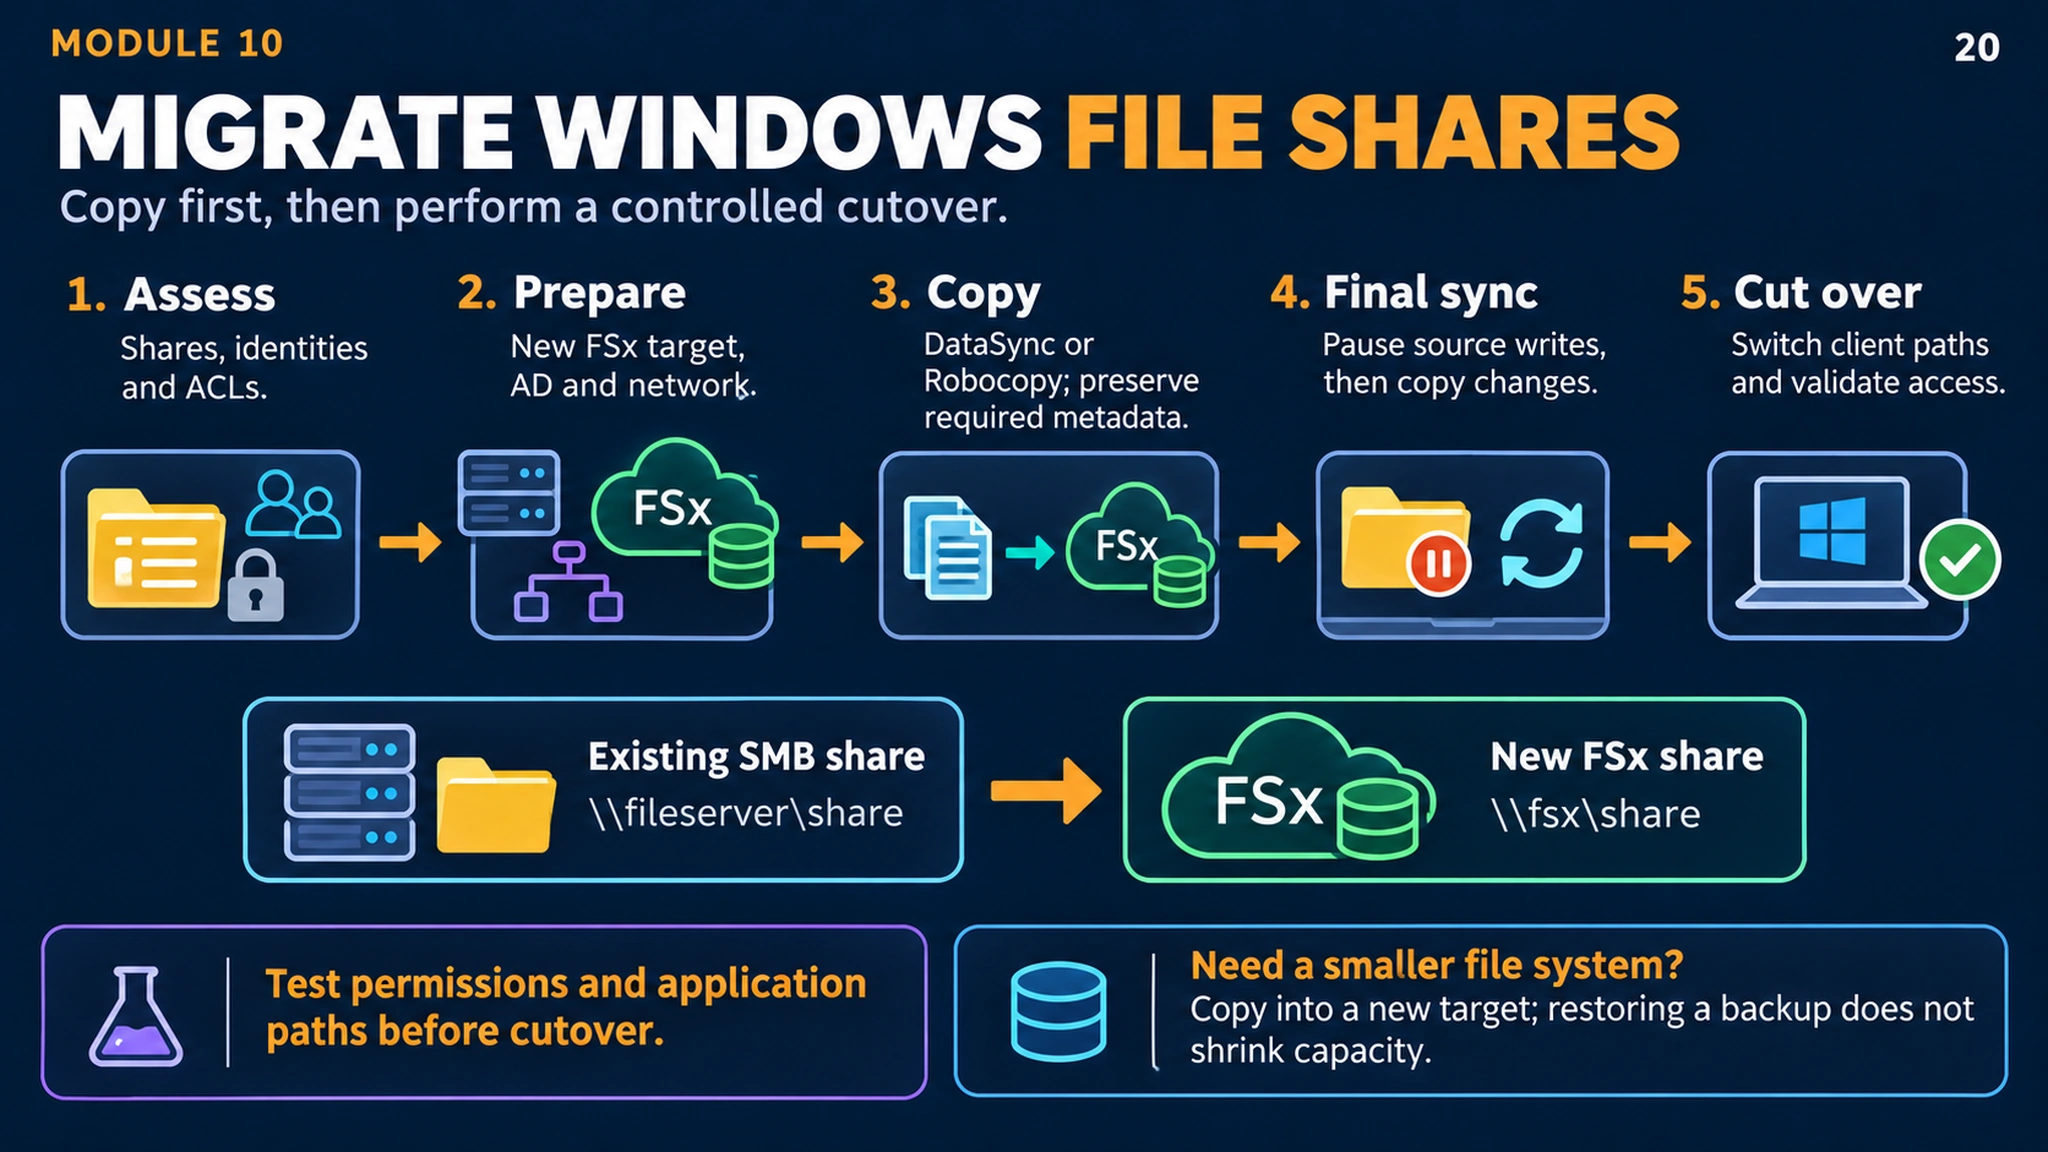 MODULE 10
20
MIGRATE WINDOWS FILE SHARES
Copy first, then perform a controlled cutover.
1. Assess
Shares, identities
and ACLs.
2. Prepare
New FSx target,
AD and network.
3. Copy
DataSync or
Robocopy; preserve
required metadata.
4. Final sync
Pause source writes,
then copy changes.
5. Cut over
Switch client paths
and validate access.
FSx
FSx
Existing SMB share
\\fileserver\share
FSx
New FSx share
\\fsx\share
Test permissions and application
paths before cutover.
Need a smaller file system?
Copy into a new target; restoring a backup does not
shrink capacity.